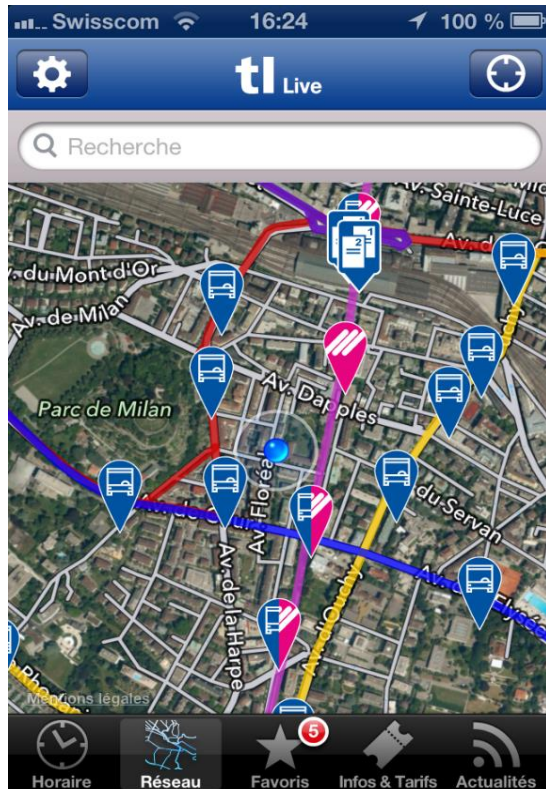 Swisscom 16:24 100 %
tl Live
Recherche
Av. Sainte-Luce
Av. du Mont d'Or
Av. de Milan
Av. Dapples
Parc de Milan
Av. Floréal
du Servan
Av. de la Harpe
Av. d'Ouchy
Mentions légales
5
Horaire Réseau Favoris Infos & Tarifs Actualités